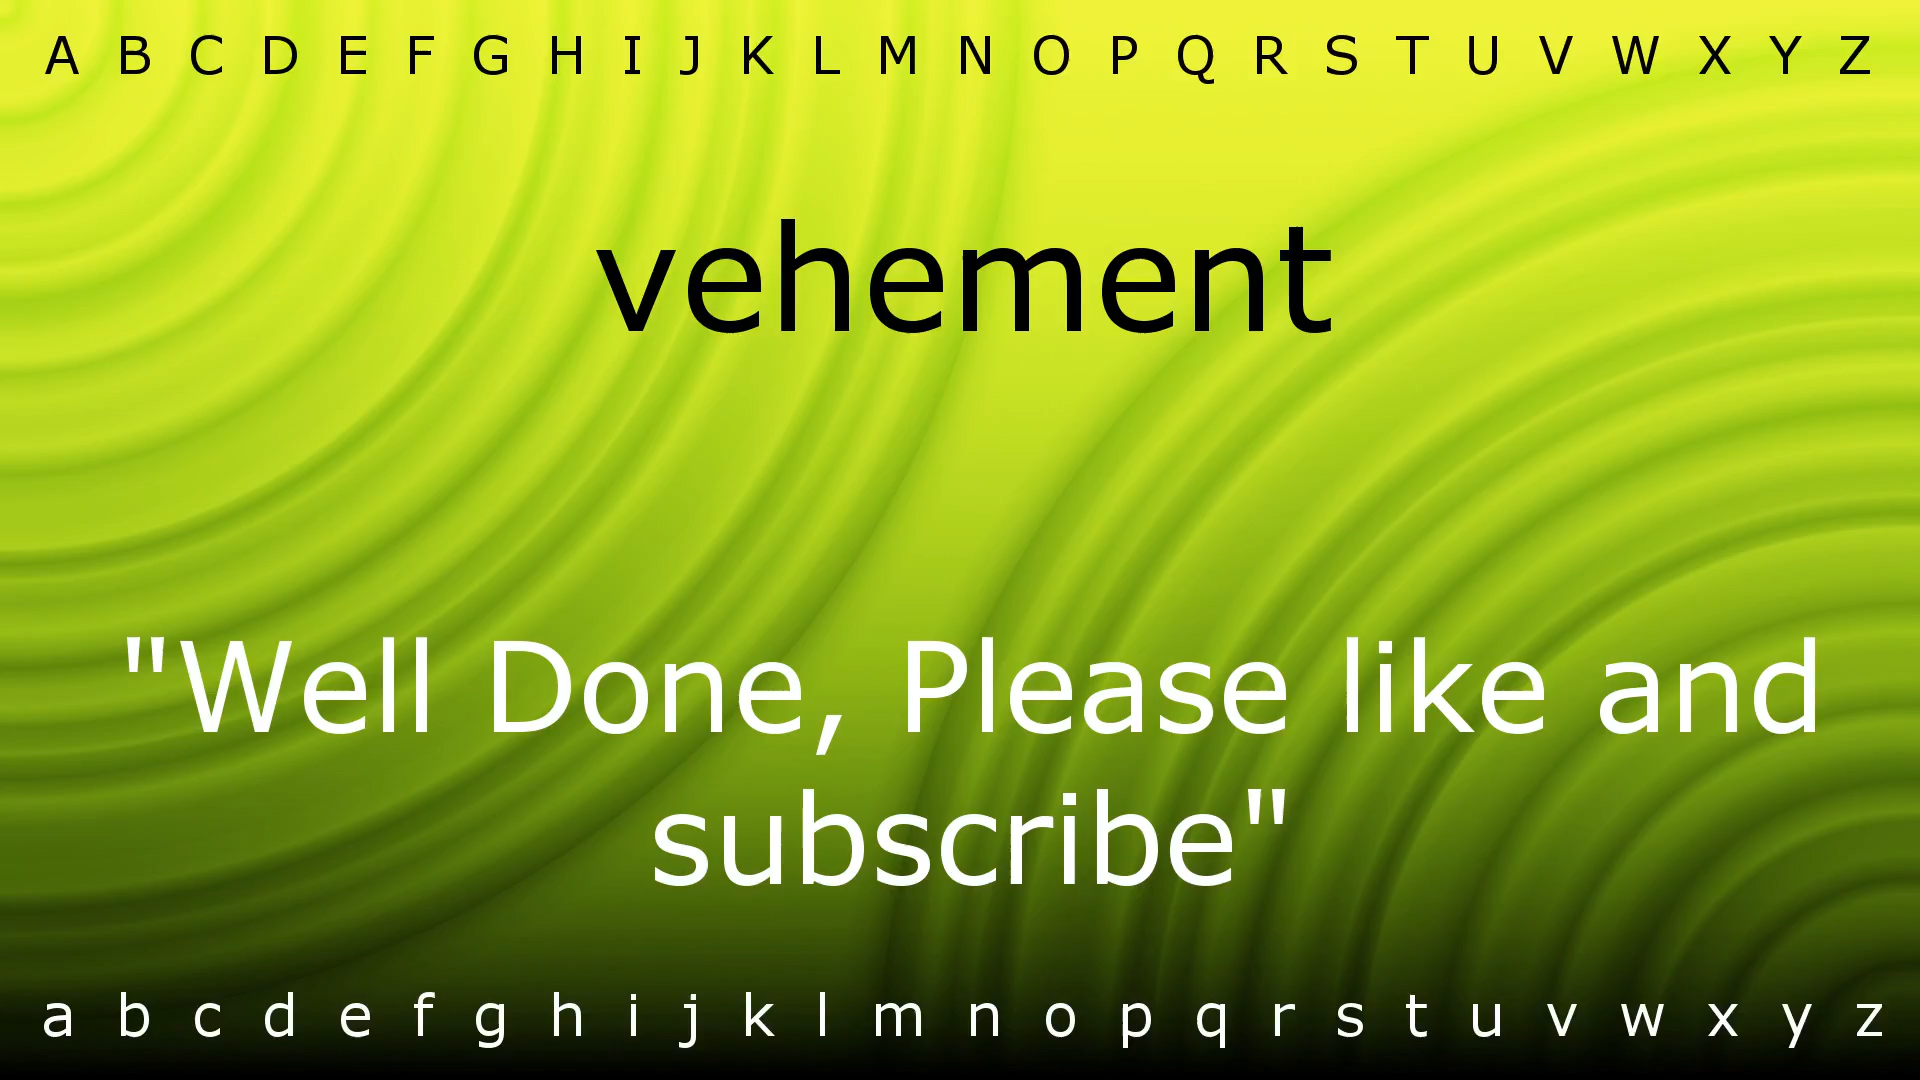 A B C D E F G H I J K L M N O P Q R S T U V W X Y Z
vehement
"Well Done, Please like and
subscribe"
a b c d e f g h i j k l m n o p q r s t u v w x y z